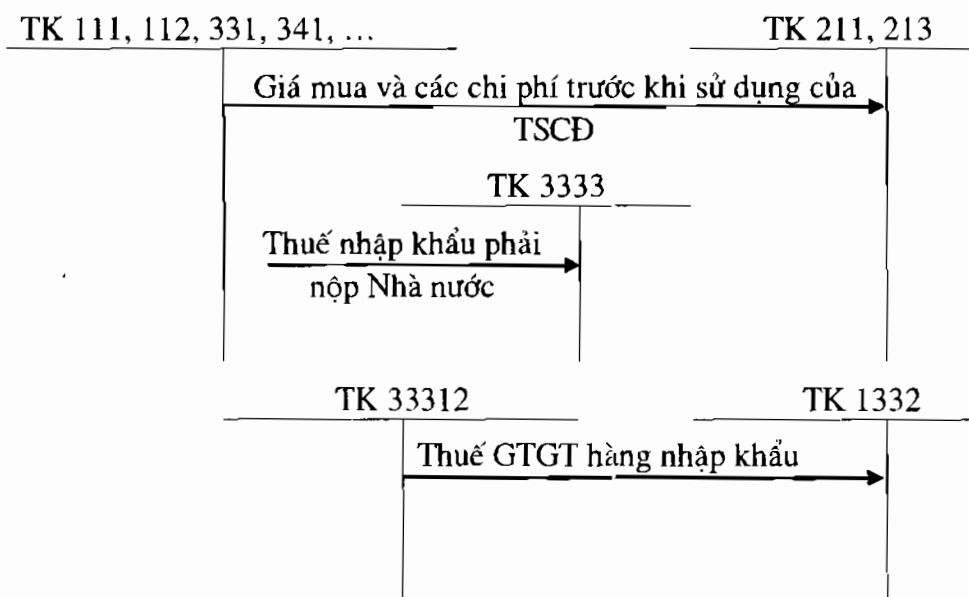 TK 111, 112, 331, 341, ...
TK 211, 213
Giá mua và các chi phí trước khi sử dụng của
TSCĐ
TK 3333
Thuế nhập khẩu phải
nộp Nhà nước
TK 33312
TK 1332
Thuế GTGT hàng nhập khẩu